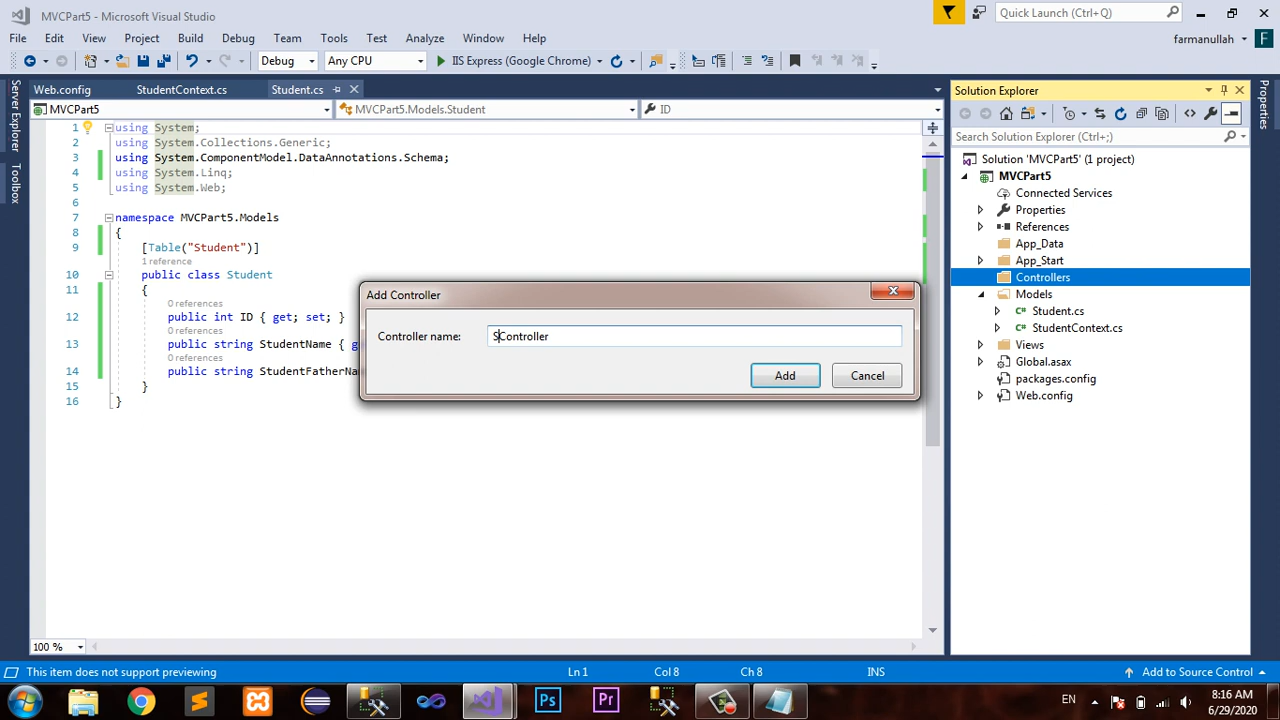 MVCPart5 - Microsoft Visual Studio
Quick Launch (Ctrl+Q)
File Edit View Project Build Debug Team Tools Test Analyze Window Help
farmanullah F
Debug Any CPU IIS Express (Google Chrome)
Server Explorer
Toolbox
Web.config StudentContext.cs Student.cs
MVCPart5 MVCPart5.Models.Student ID
1 using System;
2 using System.Collections.Generic;
3 using System.ComponentModel.DataAnnotations.Schema;
4 using System.Linq;
5 using System.Web;
6
7 namespace MVCPart5.Models
8 {
9 [Table("Student")]
1 reference
10 public class Student
11 {
0 references
12 public int ID { get; set; }
0 references
13 public string StudentName { g
0 references
14 public string StudentFatherNa
15 }
16 }
Add Controller
Controller name: SController
Add Cancel
Solution Explorer
Search Solution Explorer (Ctrl+;)
Solution 'MVCPart5' (1 project)
MVCPart5
Connected Services
Properties
References
App_Data
App_Start
Controllers
Models
Student.cs
StudentContext.cs
Views
Global.asax
packages.config
Web.config
Properties
100 %
This item does not support previewing Ln 1 Col 8 Ch 8 INS Add to Source Control
Ps Pr EN 8:16 AM
6/29/2020